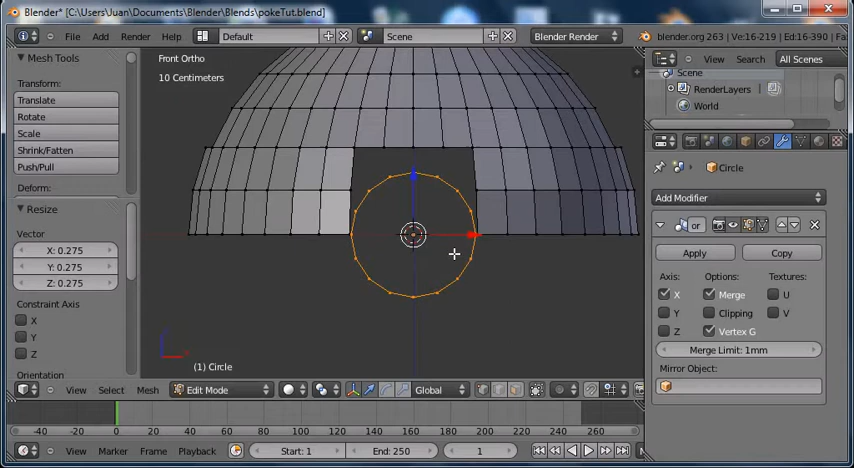 Blender* [C:\Users\Juan\Documents\Blender\Blends\pokeTut.blend]
File Add Render Help Default Scene Blender Render blender.org 263 | Ve:16-219 | Ed:16-390
View Search All Scenes
Scene
RenderLayers
World
Mesh Tools
Transform:
Translate
Rotate
Scale
Shrink/Fatten
Push/Pull
Deform:
Resize
Vector
X: 0.275
Y: 0.275
Z: 0.275
Constraint Axis
X
Y
Z
Orientation
Front Ortho
10 Centimeters
(1) Circle
Circle
Add Modifier
or
Apply Copy
Axis: Options: Textures:
X Merge U
Y Clipping V
Z Vertex G
Merge Limit: 1mm
Mirror Object:
View Select Mesh Edit Mode Global
-40 -20 0 20 40 60 80 100 120 140 160 180 200 220 240 260
View Marker Frame Playback Start: 1 End: 250 1